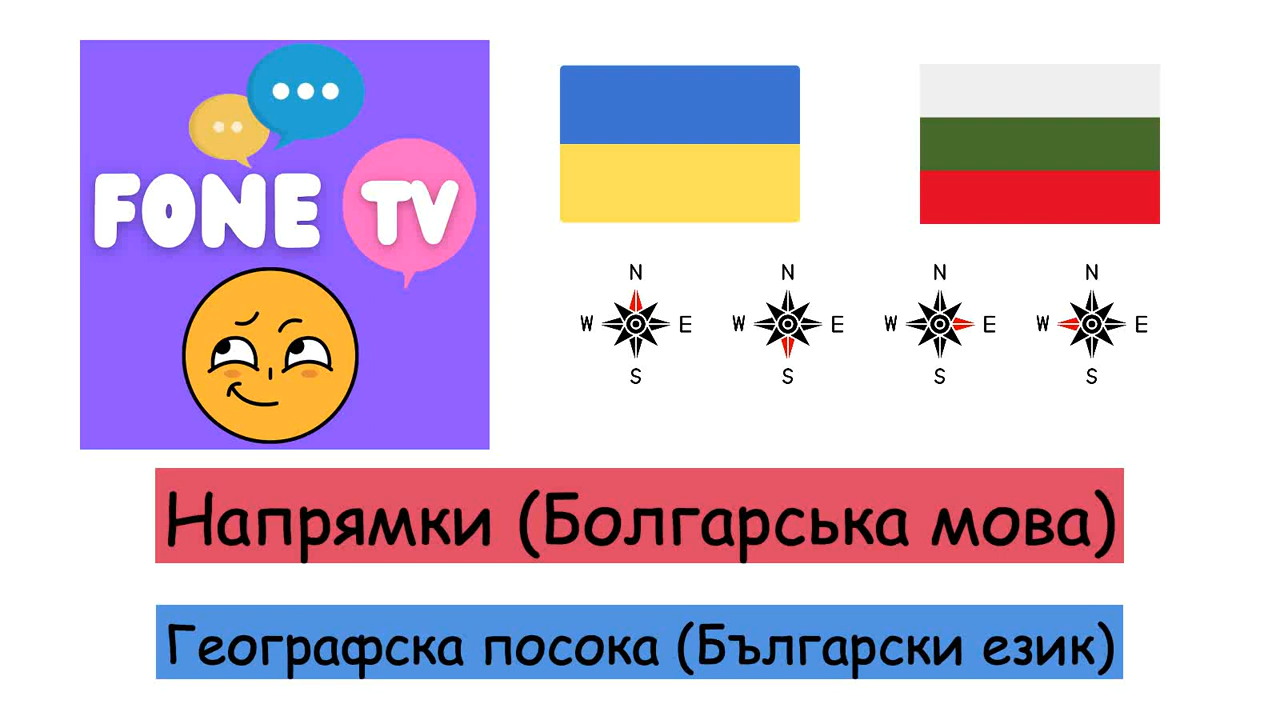 FONE TV
N N N N
W E W E W E W E
S S S S
Напрямки (Болгарська мова)
Географска посока (Български език)